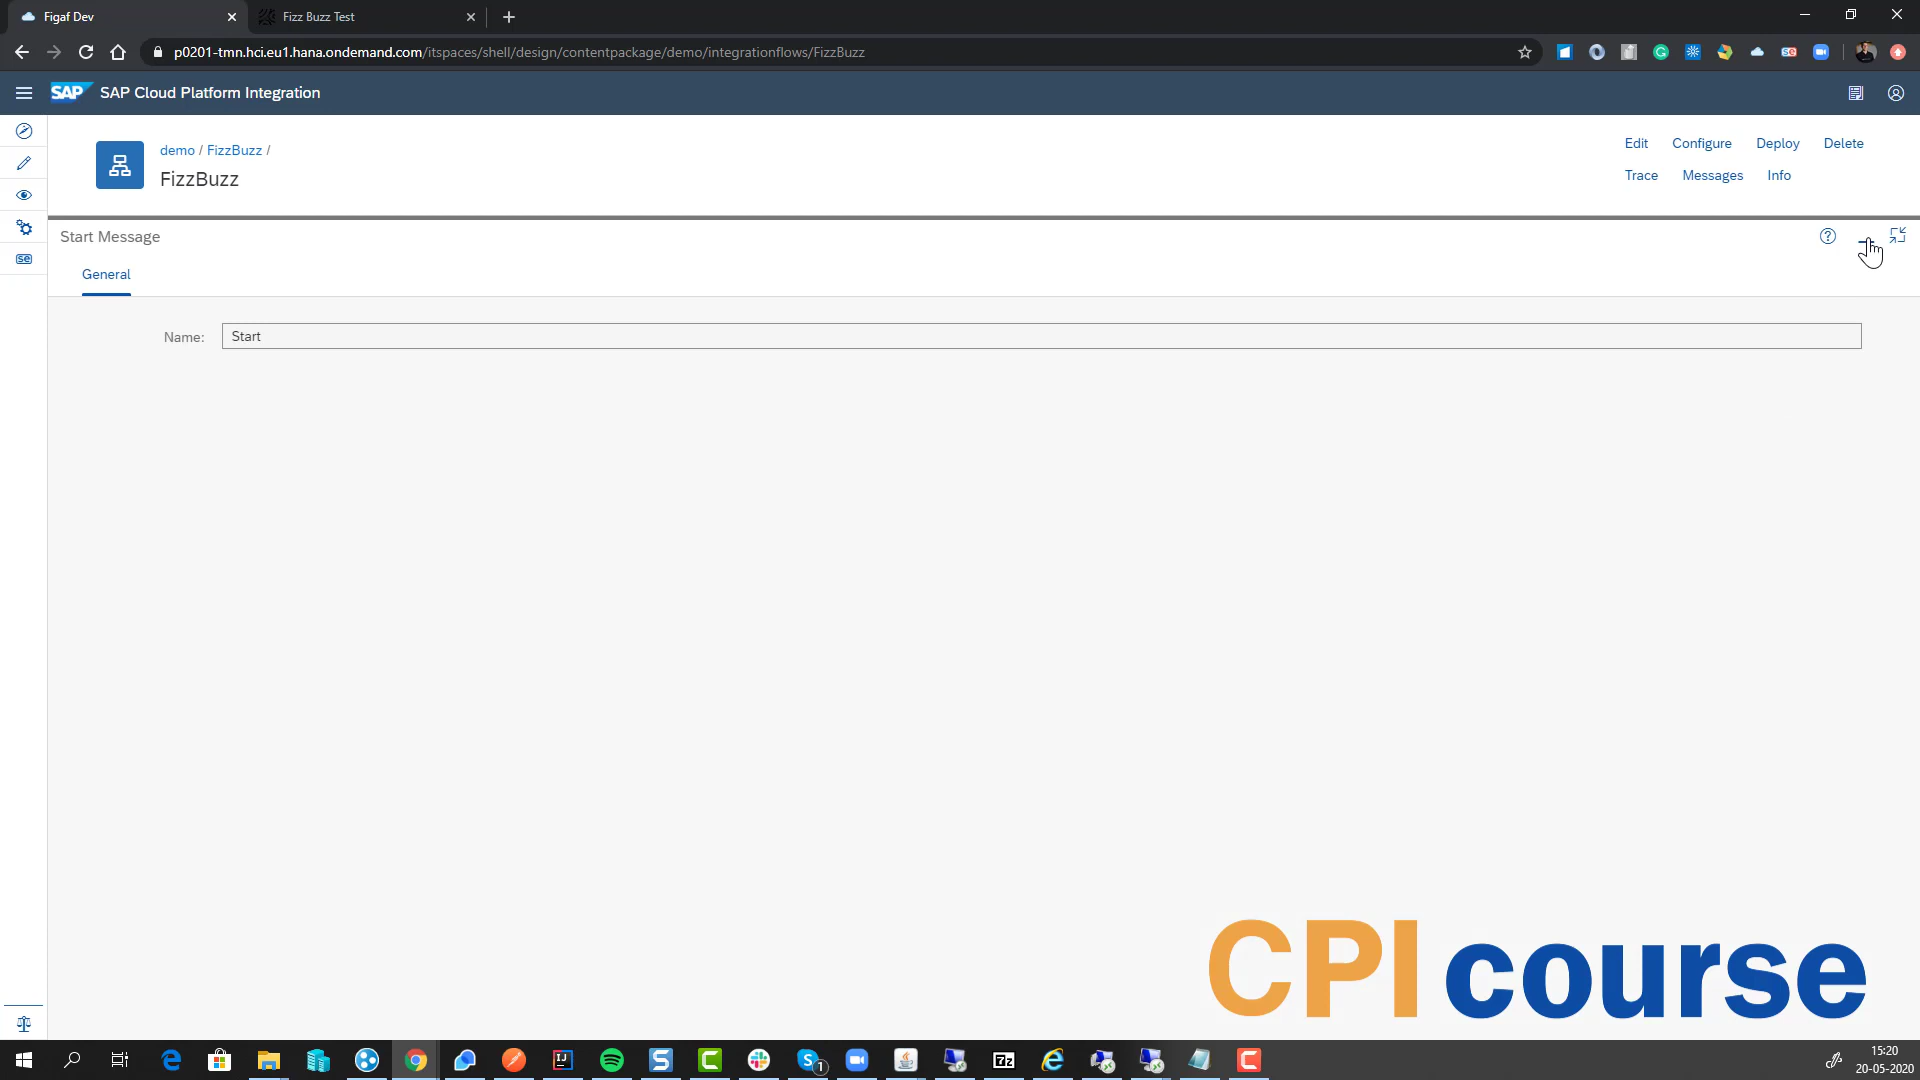 Figaf Dev
Fizz Buzz Test
p0201-tmn.hci.eu1.hana.ondemand.com/itspaces/shell/design/contentpackage/demo/integrationflows/FizzBuzz
SAP SAP Cloud Platform Integration
demo / FizzBuzz /
FizzBuzz
Edit Configure Deploy Delete
Trace Messages Info
Start Message
General
Name: Start
CPI course
15:20
20-05-2020